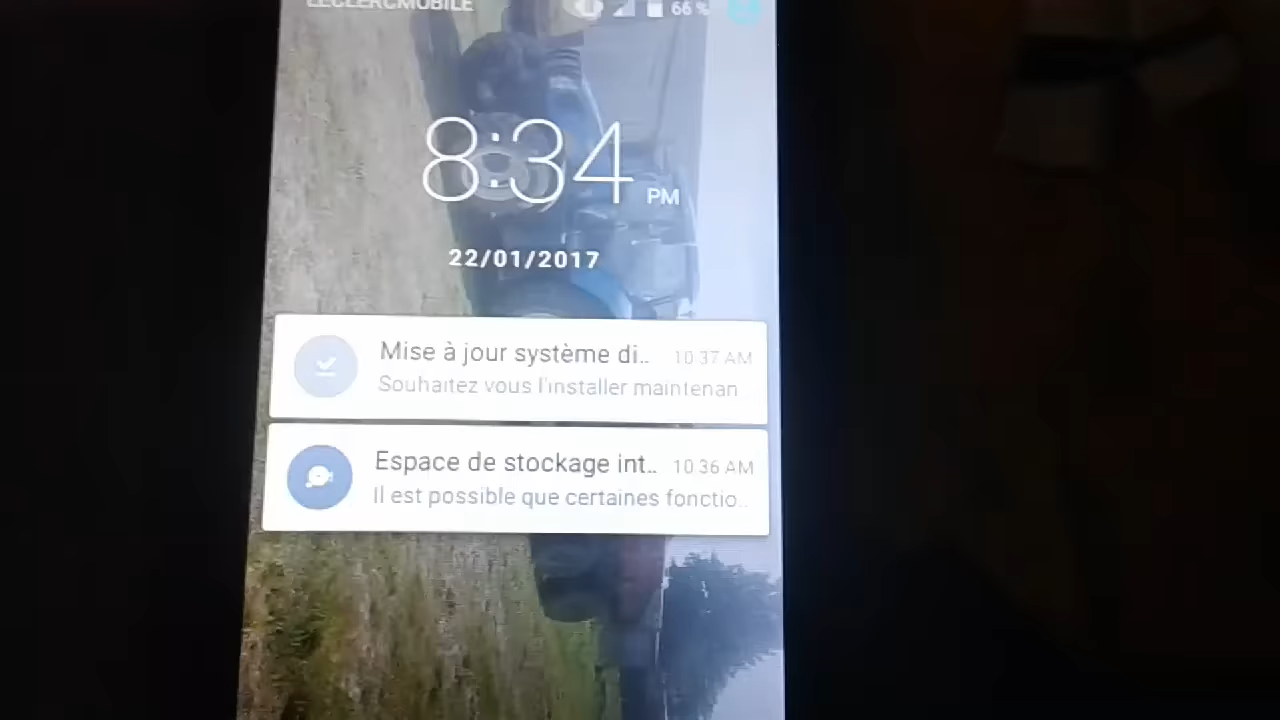 LECLERCMOBILE 66 %
8:34 PM
22/01/2017
Mise à jour système di.. 10:37 AM
Souhaitez vous l'installer maintenan
Espace de stockage int.. 10:36 AM
Il est possible que certaines fonctio..